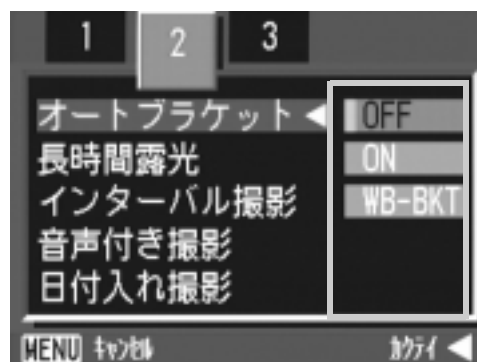 1 2 3
オートブラケット◀ OFF
長時間露光 ON
インターバル撮影 WB-BKT
音声付き撮影
日付入れ撮影
MENU ｷｬﾝｾﾙ ｶｸﾃｲ ◀